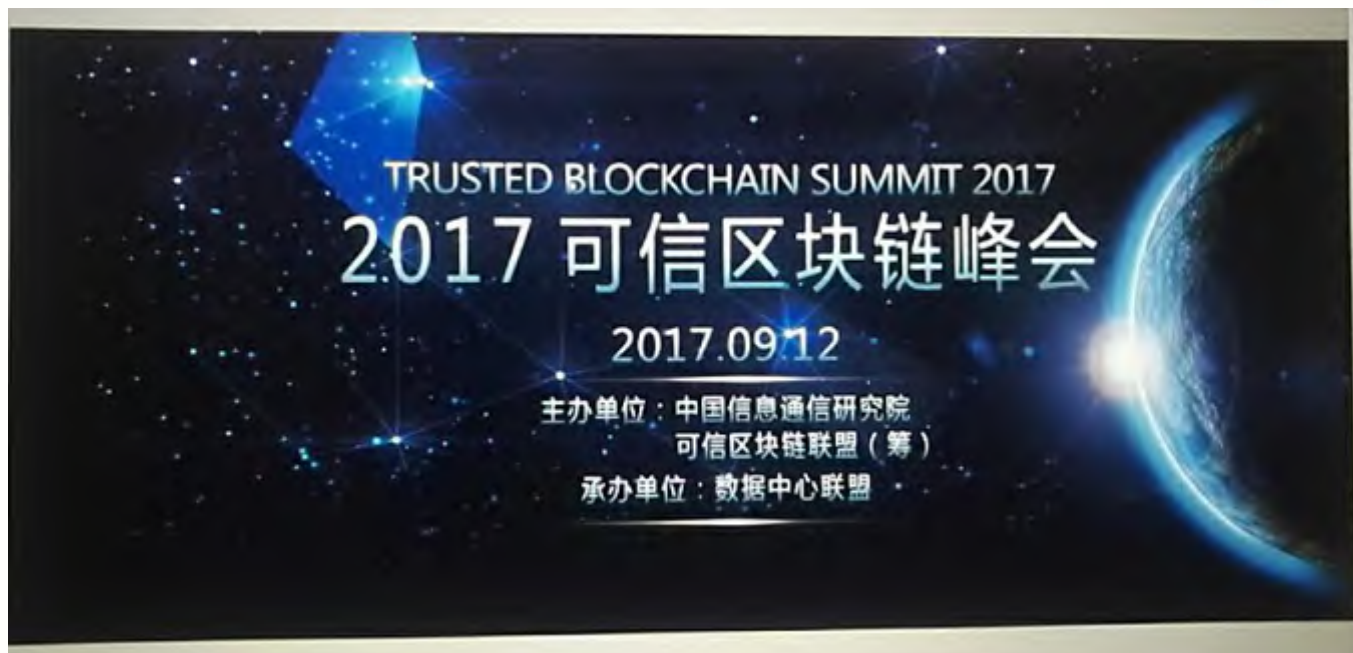 TRUSTED BLOCKCHAIN SUMMIT 2017
2017 可信区块链峰会
2017.09.12
主办单位：中国信息通信研究院
可信区块链联盟（筹）
承办单位：数据中心联盟